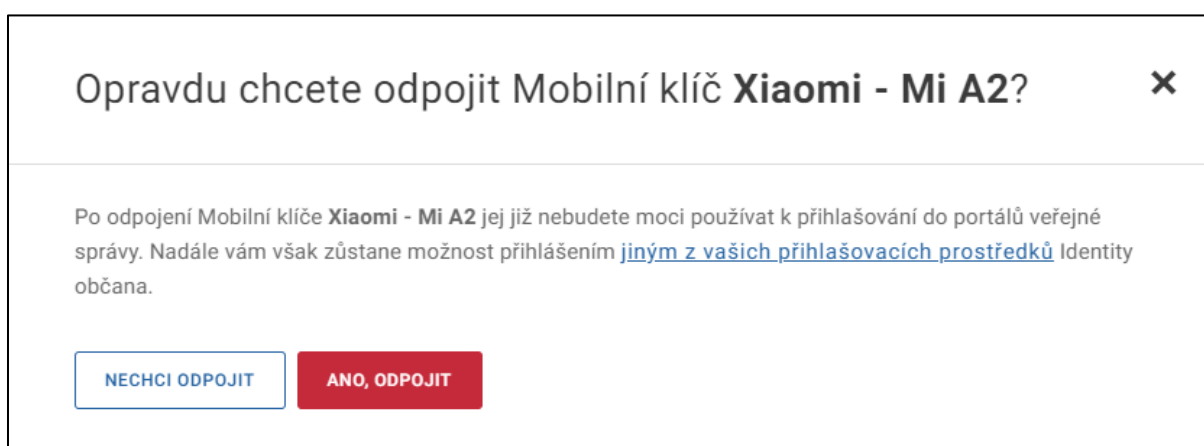 Opravdu chcete odpojit Mobilní klíč Xiaomi - Mi A2?
Po odpojení Mobilní klíče Xiaomi - Mi A2 jej již nebudete moci používat k přihlašování do portálů veřejné
správy. Nadále vám však zůstane možnost přihlášením jiným z vašich přihlašovacích prostředků Identity
občana.
NECHCI ODPOJIT
ANO, ODPOJIT